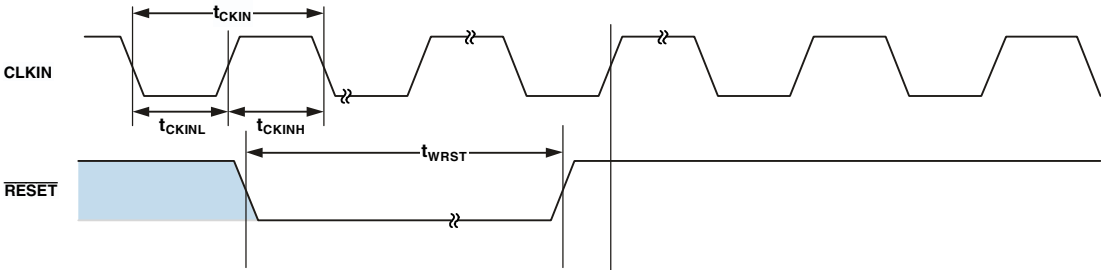 tCKIN
CLKIN
tCKINL
tCKINH
tWRST
RESET